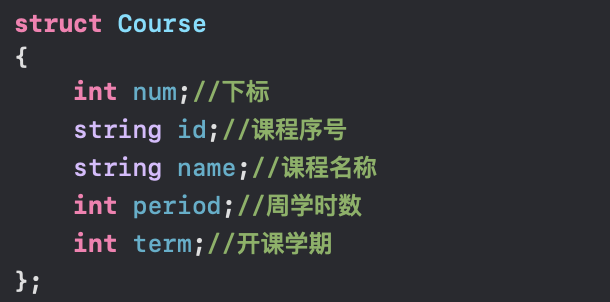 struct Course
{
    int num;//下标
    string id;//课程序号
    string name;//课程名称
    int period;//周学时数
    int term;//开课学期
};